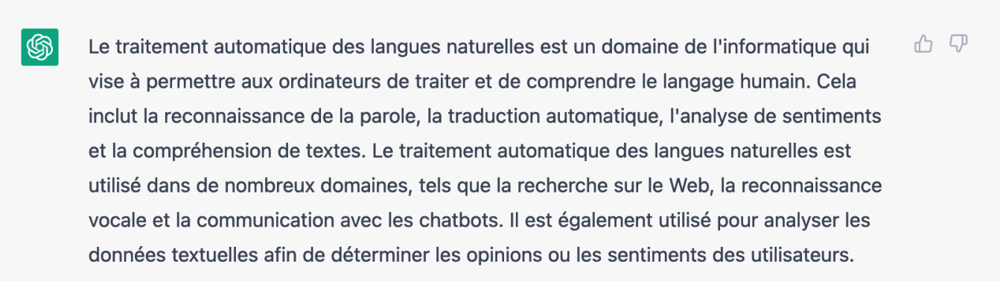 Le traitement automatique des langues naturelles est un domaine de l'informatique qui
vise à permettre aux ordinateurs de traiter et de comprendre le langage humain. Cela
inclut la reconnaissance de la parole, la traduction automatique, l'analyse de sentiments
et la compréhension de textes. Le traitement automatique des langues naturelles est
utilisé dans de nombreux domaines, tels que la recherche sur le Web, la reconnaissance
vocale et la communication avec les chatbots. Il est également utilisé pour analyser les
données textuelles afin de déterminer les opinions ou les sentiments des utilisateurs.